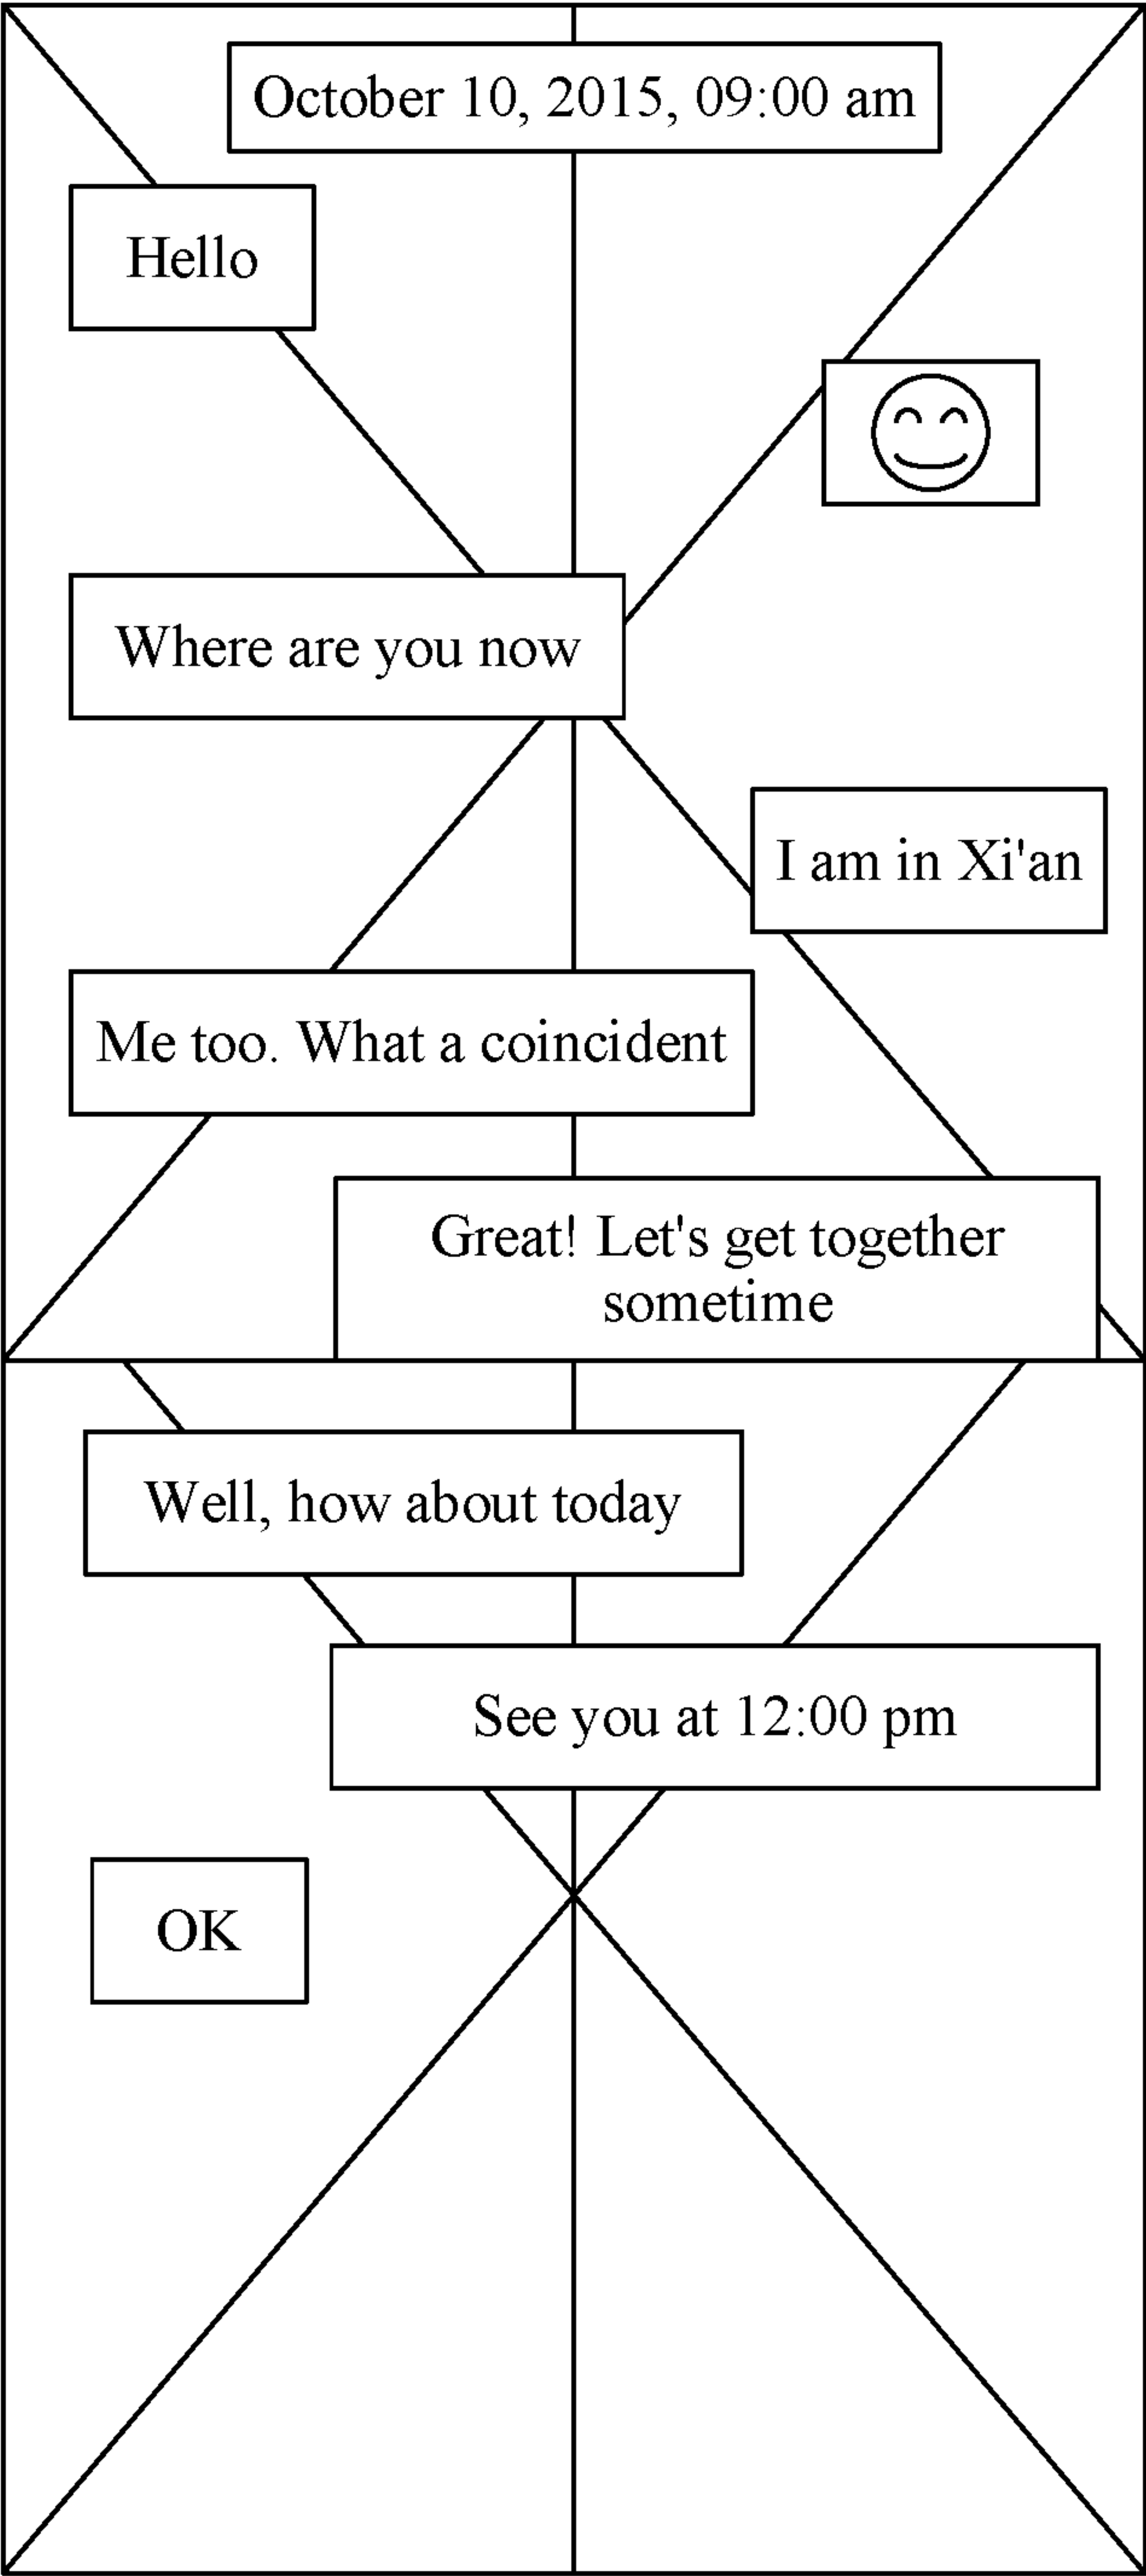 October 10, 2015, 09:00 am
Hello
Where are you now
I am in Xi'an
Me too. What a coincident
Great! Let's get together
sometime
Well, how about today
See you at 12:00 pm
OK